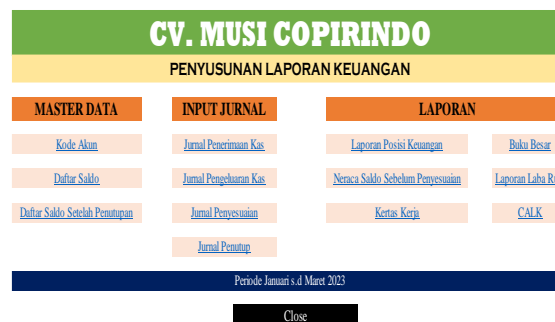 CV. MUSI COPIRINDO
PENYUSUNAN LAPORAN KEUANGAN
MASTER DATA
Kode Akun
Daftar Saldo
Daftar Saldo Setelah Penutupan
INPUT JURNAL
Jurnal Penerimaan Kas
Jurnal Pengeluaran Kas
Jurnal Penyesuaian
Jurnal Penutup
LAPORAN
Laporan Posisi Keuangan
Neraca Saldo Sebelum Penyesuaian
Kertas Kerja
Buku Besar
Laporan Laba
CALK
Periode Januari s.d Maret 2023
Close